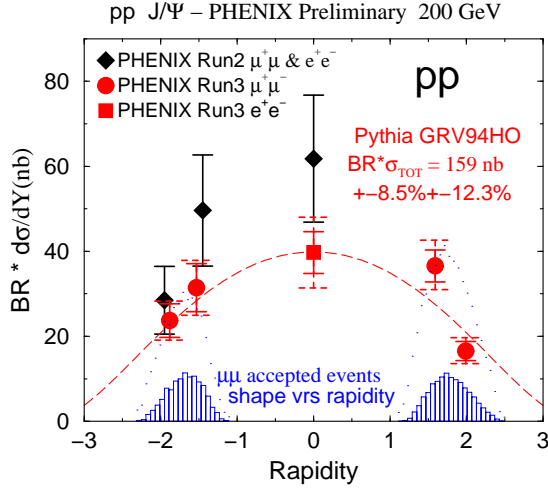 pp J/Ψ – PHENIX Preliminary 200 GeV
PHENIX Run2 μ⁺μ⁻ & e⁺e⁻
PHENIX Run3 μ⁺μ⁻
PHENIX Run3 e⁺e⁻
pp
Pythia GRV94HO
BR*σ_TOT = 159 nb
+−8.5%+−12.3%
BR * dσ/dY(nb)
80
60
40
20
0
μμ accepted events
shape vrs rapidity
−3 −2 −1 0 1 2 3
Rapidity